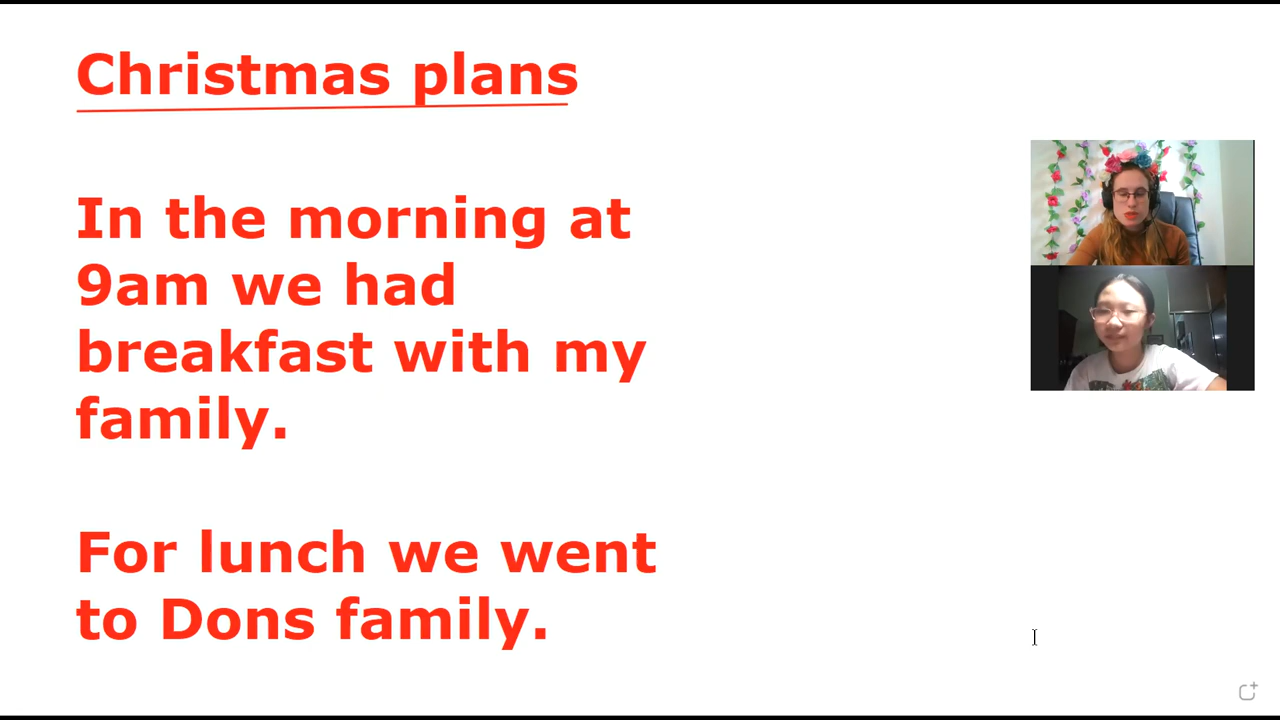 Christmas plans
In the morning at
9am we had
breakfast with my
family.
For lunch we went
to Dons family.